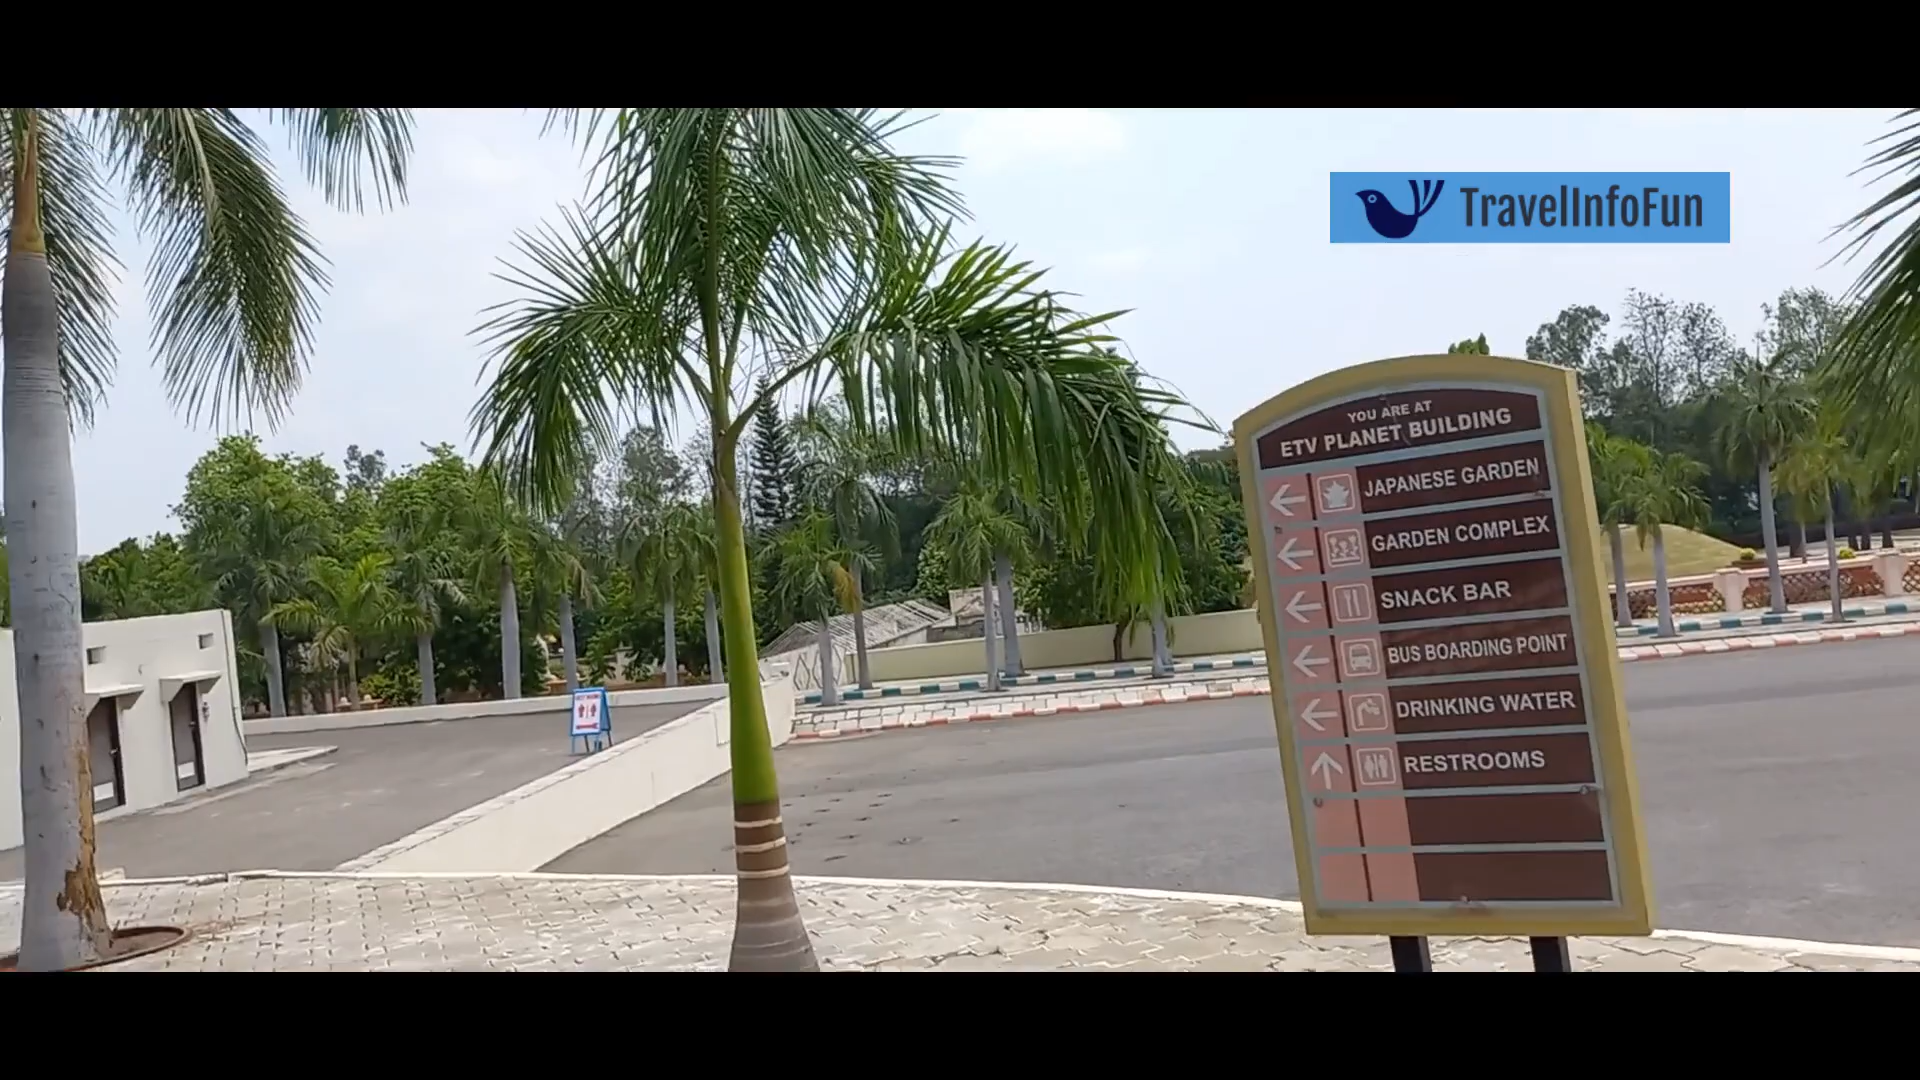 TravelInfoFun
YOU ARE AT
ETV PLANET BUILDING
JAPANESE GARDEN
GARDEN COMPLEX
SNACK BAR
BUS BOARDING POINT
DRINKING WATER
RESTROOMS